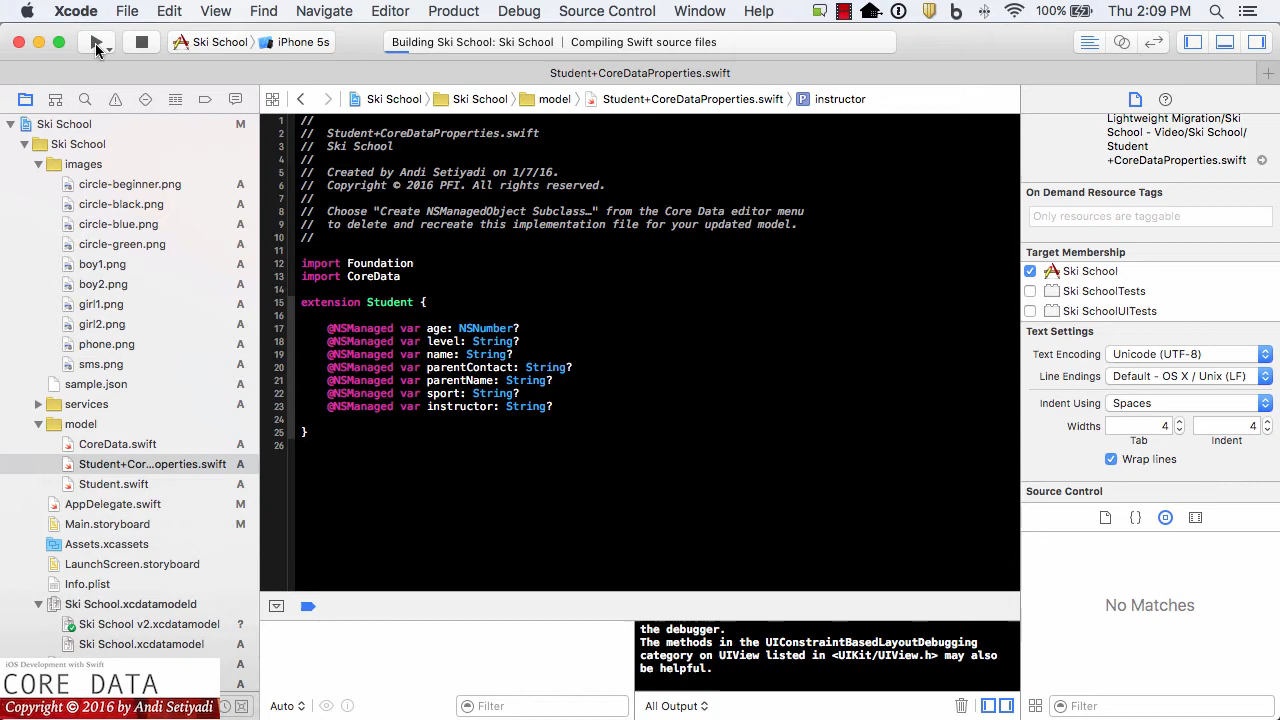 Xcode File Edit View Find Navigate Editor Product Debug Source Control Window Help 100% Thu 2:09 PM
Ski School iPhone 5s
Building Ski School: Ski School | Compiling Swift source files
Student+CoreDataProperties.swift
Ski School Ski School model Student+CoreDataProperties.swift P instructor
Ski School M
Ski School
images
circle-beginner.png A
circle-black.png A
circle-blue.png A
circle-green.png A
boy1.png A
boy2.png A
girl1.png A
girl2.png A
phone.png A
sms.png A
sample.json A
services A
model A
CoreData.swift A
Student+Cor...operties.swift A
Student.swift A
AppDelegate.swift M
Main.storyboard M
Assets.xcassets A
LaunchScreen.storyboard A
Info.plist A
Ski School.xcdatamodeld A
Ski School v2.xcdatamodel ?
Ski School.xcdatamodel A
A
A
iOS Development with Swift
CORE DATA
Copyright © 2016 by Andi Setiyadi
1 //
2 // Student+CoreDataProperties.swift
3 // Ski School
4 //
5 // Created by Andi Setiyadi on 1/7/16.
6 // Copyright © 2016 PFI. All rights reserved.
7 //
8 // Choose "Create NSManagedObject Subclass…" from the Core Data editor menu
9 // to delete and recreate this implementation file for your updated model.
10 //
11
12 import Foundation
13 import CoreData
14
15 extension Student {
16
17 @NSManaged var age: NSNumber?
18 @NSManaged var level: String?
19 @NSManaged var name: String?
20 @NSManaged var parentContact: String?
21 @NSManaged var parentName: String?
22 @NSManaged var sport: String?
23 @NSManaged var instructor: String?
24
25 }
26
Auto
Filter
the debugger.
The methods in the UIConstraintBasedLayoutDebugging
category on UIView listed in <UIKit/UIView.h> may also
be helpful.
All Output
Lightweight Migration/Ski
School - Video/Ski School/
Student
+CoreDataProperties.swift
On Demand Resource Tags
Only resources are taggable
Target Membership
Ski School
Ski SchoolTests
Ski SchoolUITests
Text Settings
Text Encoding Unicode (UTF-8)
Line Endings Default - OS X / Unix (LF)
Indent Using Spaces
Widths 4 4
Tab Indent
Wrap lines
Source Control
No Matches
Filter